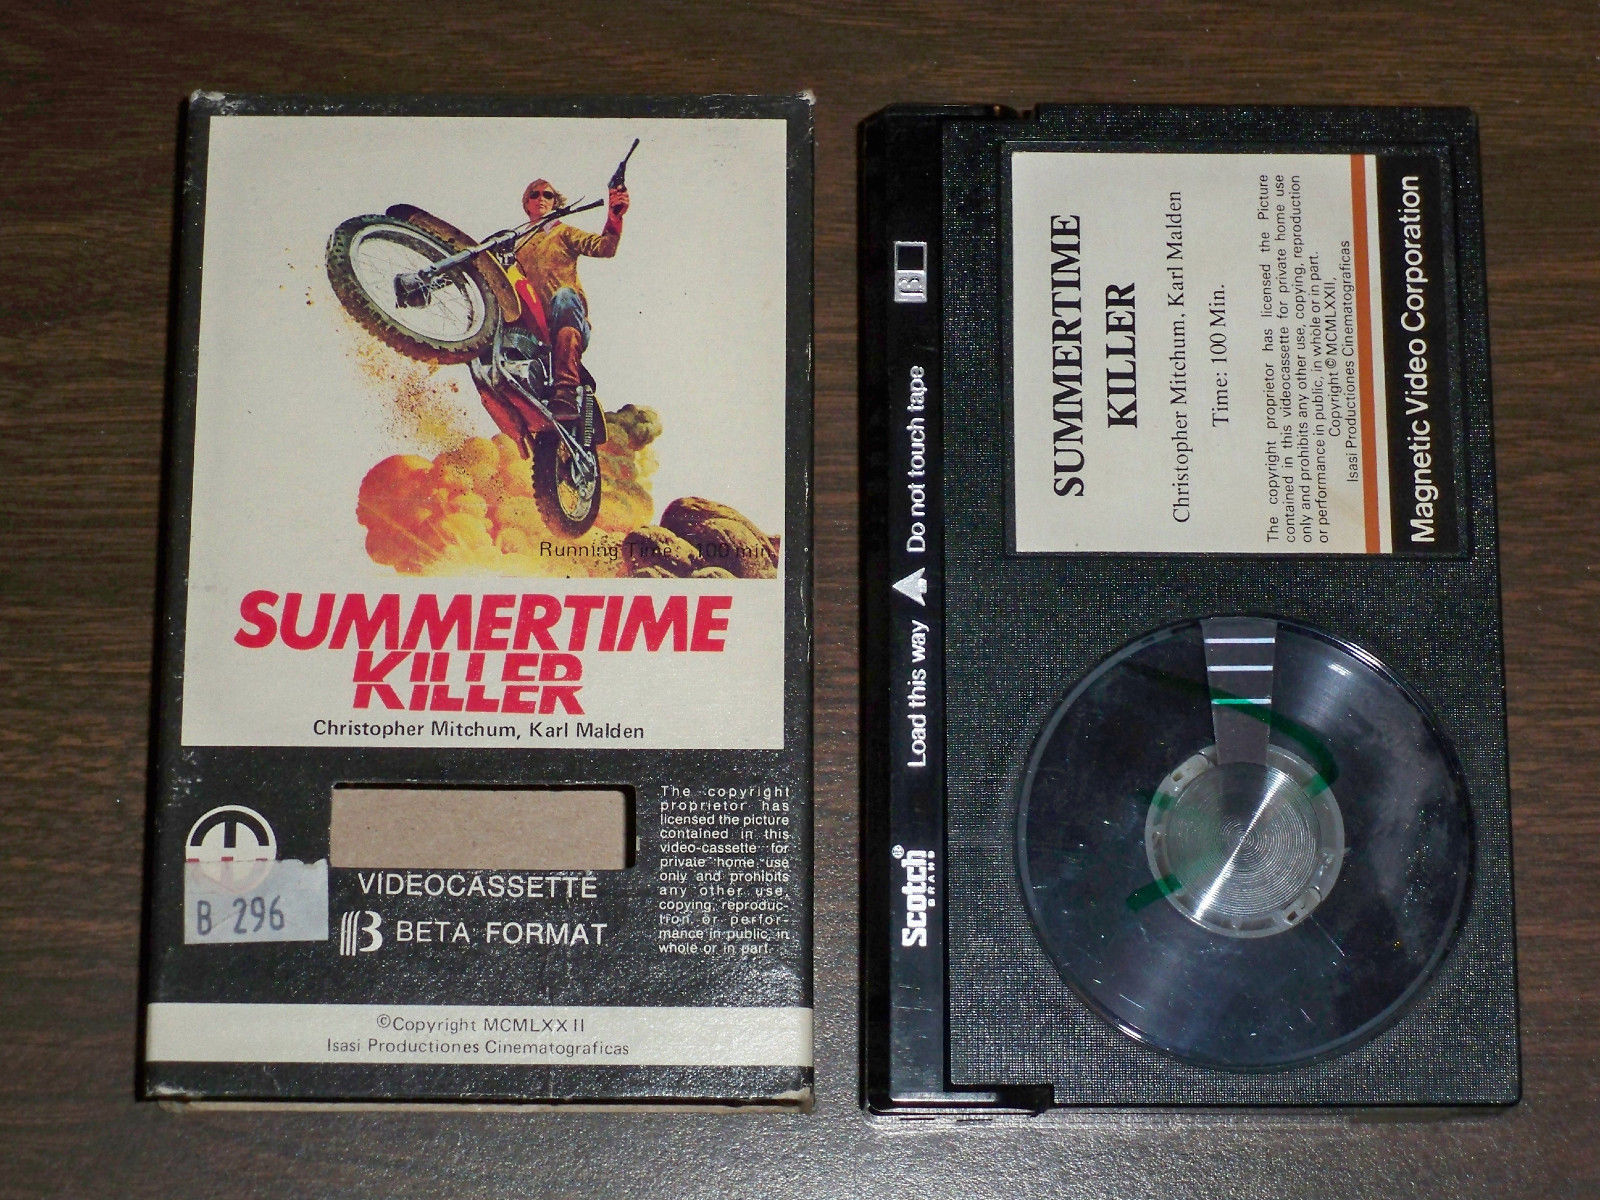 Running Time: 100 min.
SUMMERTIME
KILLER
Christopher Mitchum, Karl Malden
B 296
VIDEOCASSETTE
B BETA FORMAT
The copyright
proprietor has
licensed the picture
contained in this
video-cassette for
private home use
only and prohibits
any other use,
copying, reproduc-
tion, or perfor-
mance in public, in
whole or in part.
©Copyright MCMLXXII
Isasi Productiones Cinematograficas
Load this way Do not touch tape
Scotch®
BRAND
SUMMERTIME
KILLER
Christopher Mitchum, Karl Malden
Time: 100 Min.
The copyright proprietor has licensed the Picture
contained in this videocassette for private home use
only and prohibits any other use, copying, reproduction
or performance in public, in whole or in part.
Copyright © MCMLXXII,
Isasi Productiones Cinematograficas
Magnetic Video Corporation